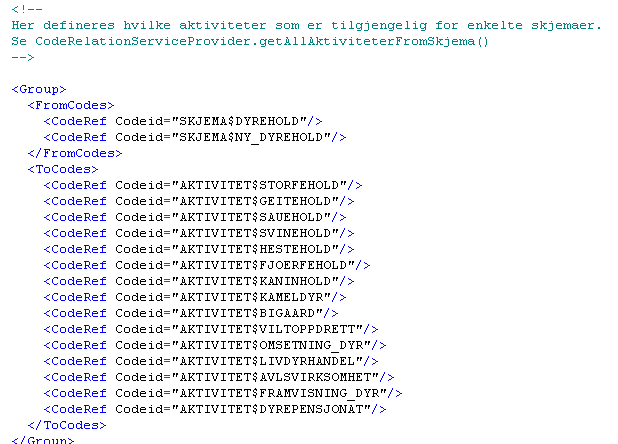 <!--
Her defineres hvilke aktiviteter som er tilgjengelig for enkelte skjemaer.
Se CodeRelationServiceProvider.getAllAktiviteterFromSkjema()
-->
<Group>
<FromCodes>
<CodeRef Codeid="SKJEMA$DYREHOLD"/>
<CodeRef Codeid="SKJEMA$NY_DYREHOLD"/>
</FromCodes>
<ToCodes>
<CodeRef Codeid="AKTIVITET$STORFEHOLD"/>
<CodeRef Codeid="AKTIVITET$GEITEHOLD"/>
<CodeRef Codeid="AKTIVITET$SAUEHOLD"/>
<CodeRef Codeid="AKTIVITET$SVINEHOLD"/>
<CodeRef Codeid="AKTIVITET$HESTEHOLD"/>
<CodeRef Codeid="AKTIVITET$FJOERFEHOLD"/>
<CodeRef Codeid="AKTIVITET$KANINHOLD"/>
<CodeRef Codeid="AKTIVITET$KAMELDYR"/>
<CodeRef Codeid="AKTIVITET$BIGAARD"/>
<CodeRef Codeid="AKTIVITET$VILTOPPDRETT"/>
<CodeRef Codeid="AKTIVITET$OMSETNING_DYR"/>
<CodeRef Codeid="AKTIVITET$LIVDYRHANDEL"/>
<CodeRef Codeid="AKTIVITET$AVLSVIRKSOMHET"/>
<CodeRef Codeid="AKTIVITET$FRAMVISNING_DYR"/>
<CodeRef Codeid="AKTIVITET$DYREPENSJONAT"/>
</ToCodes>
</Group>